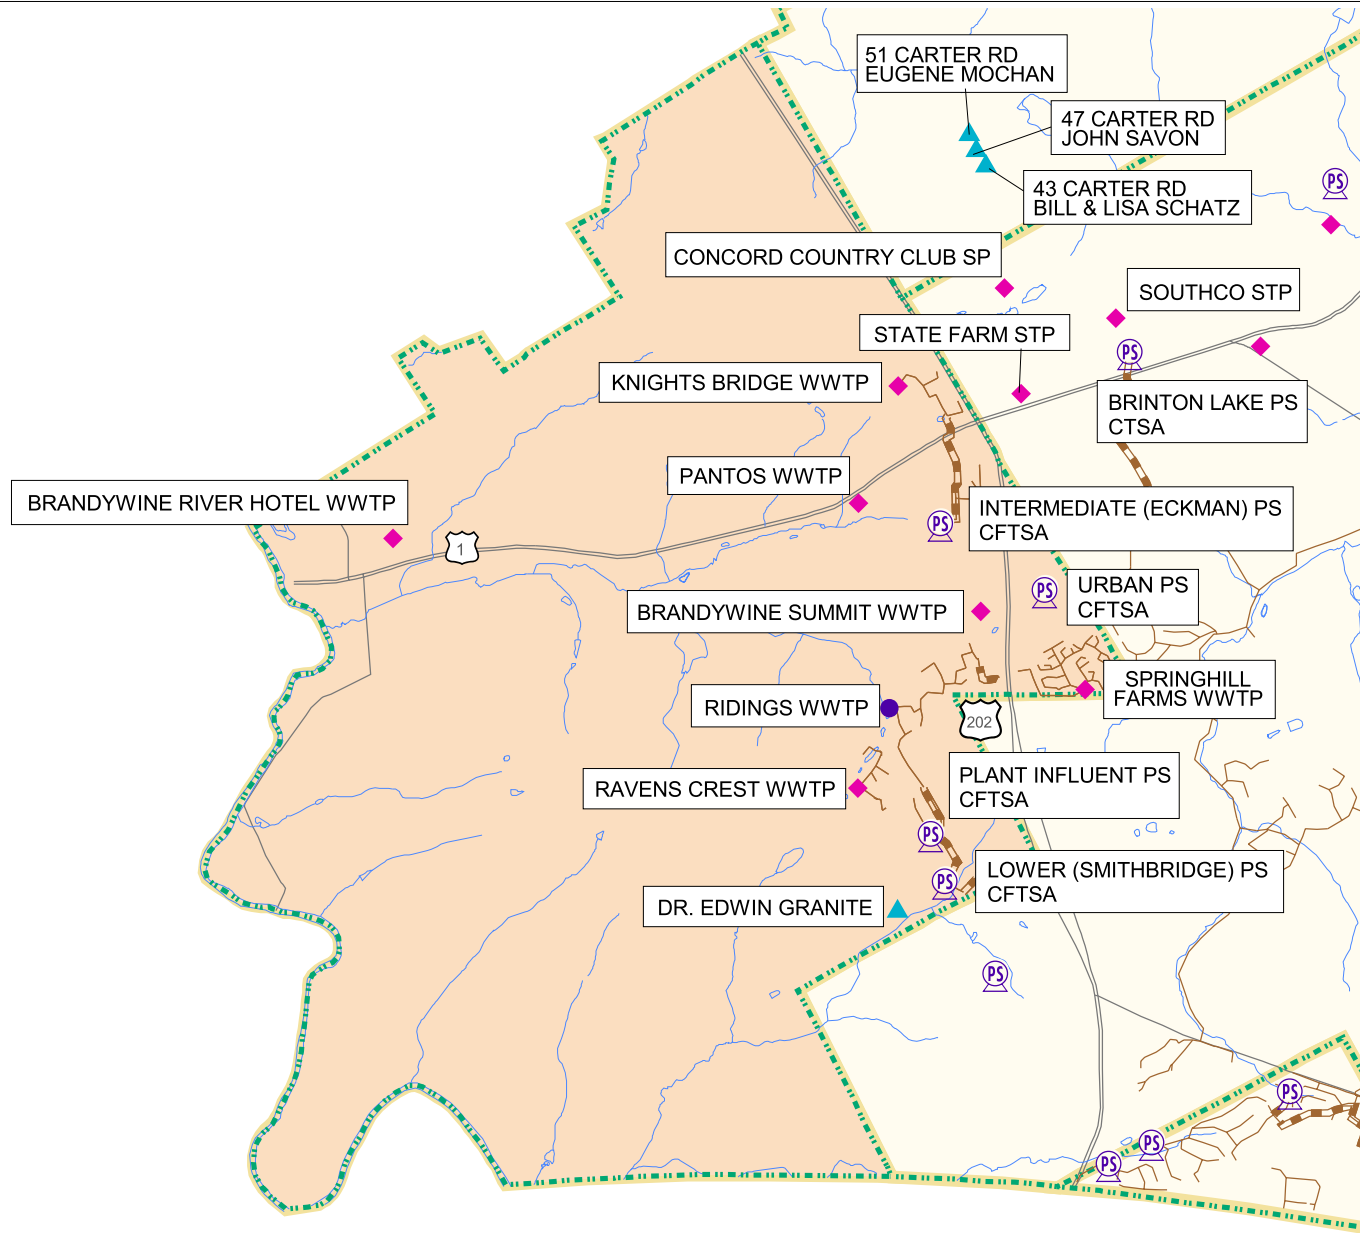 51 CARTER RD
EUGENE MOCHAN
47 CARTER RD
JOHN SAVON
43 CARTER RD
BILL & LISA SCHATZ
PS
CONCORD COUNTRY CLUB SP
SOUTHCO STP
STATE FARM STP
PS
KNIGHTS BRIDGE WWTP
BRINTON LAKE PS
CTSA
PANTOS WWTP
BRANDYWINE RIVER HOTEL WWTP
INTERMEDIATE (ECKMAN) PS
CFTSA
PS
1
PS
URBAN PS
CFTSA
BRANDYWINE SUMMIT WWTP
SPRINGHILL
FARMS WWTP
RIDINGS WWTP
202
PLANT INFLUENT PS
CFTSA
RAVENS CREST WWTP
PS
LOWER (SMITHBRIDGE) PS
CFTSA
PS
DR. EDWIN GRANITE
PS
PS
PS
PS